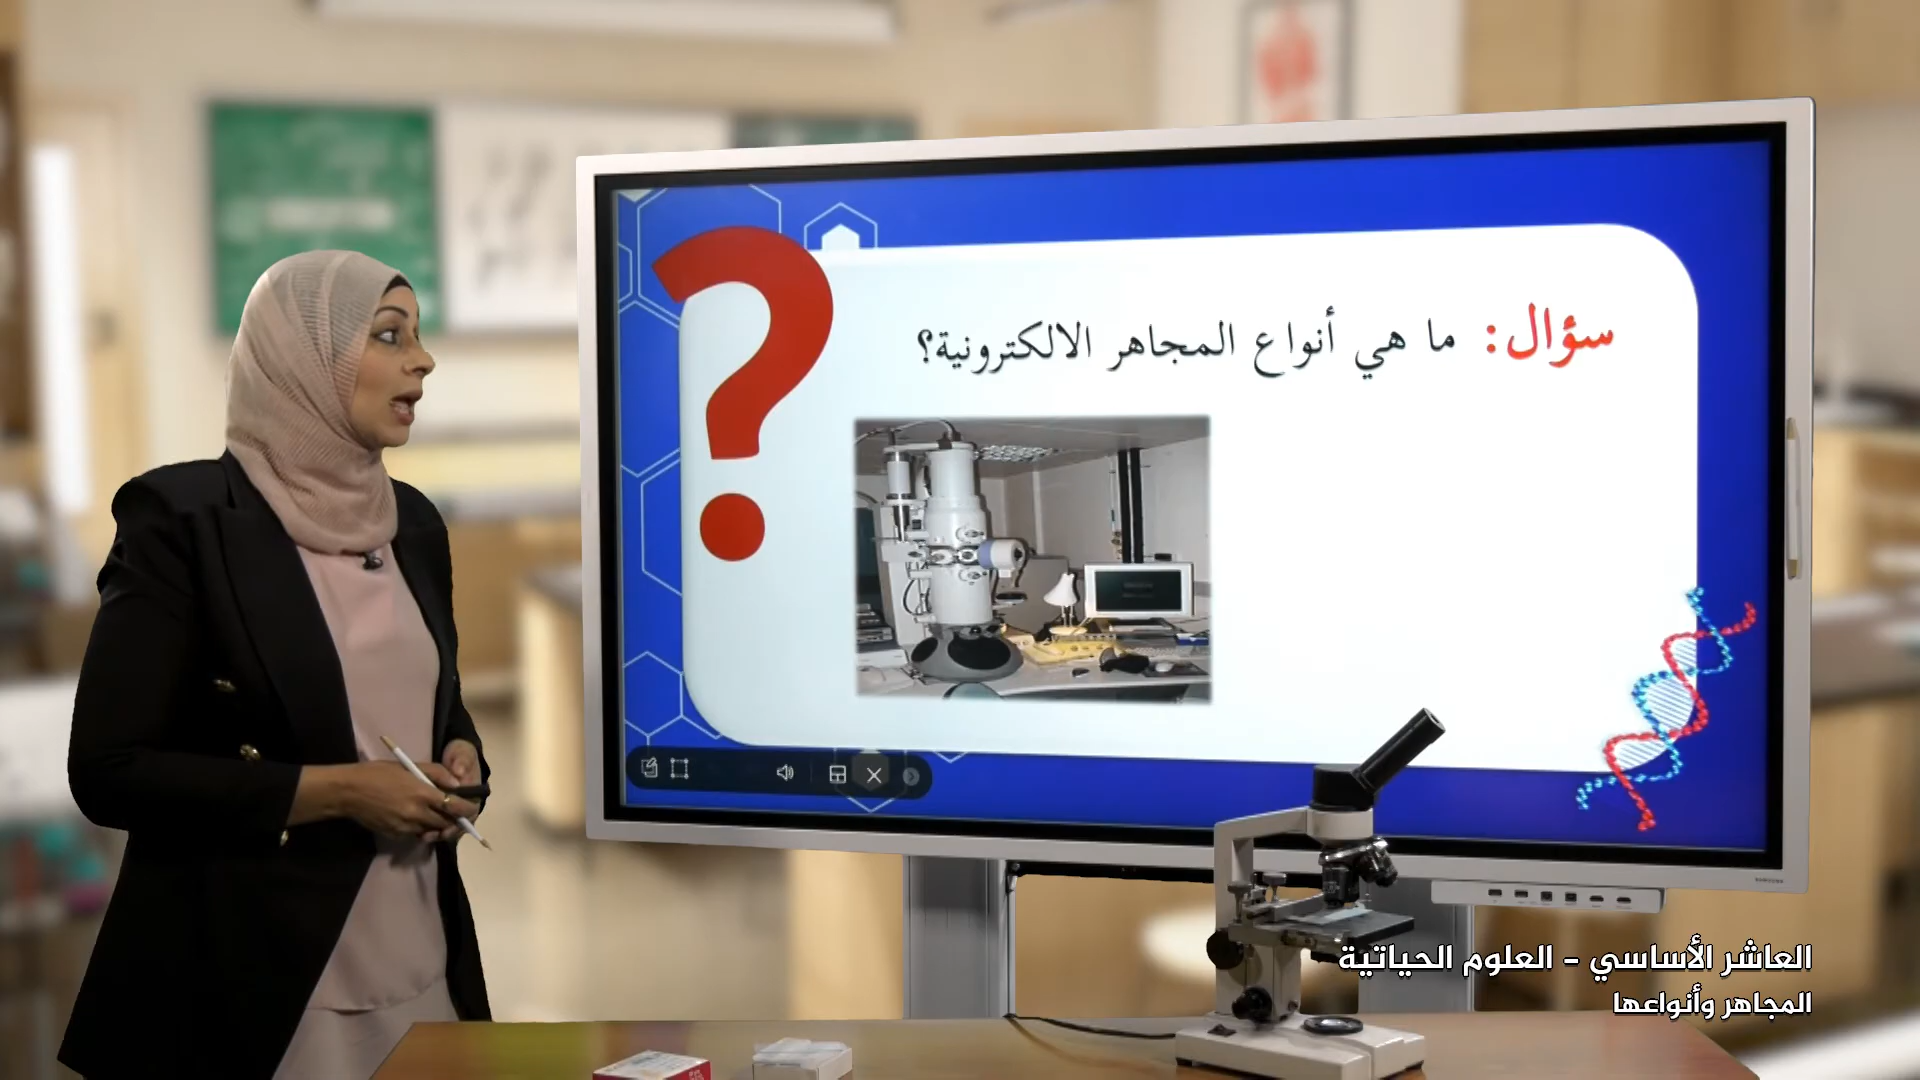 سؤال: ما هي أنواع المجاهر الالكترونية؟
العاشر الأساسي - العلوم الحياتية
المجاهر وأنواعها